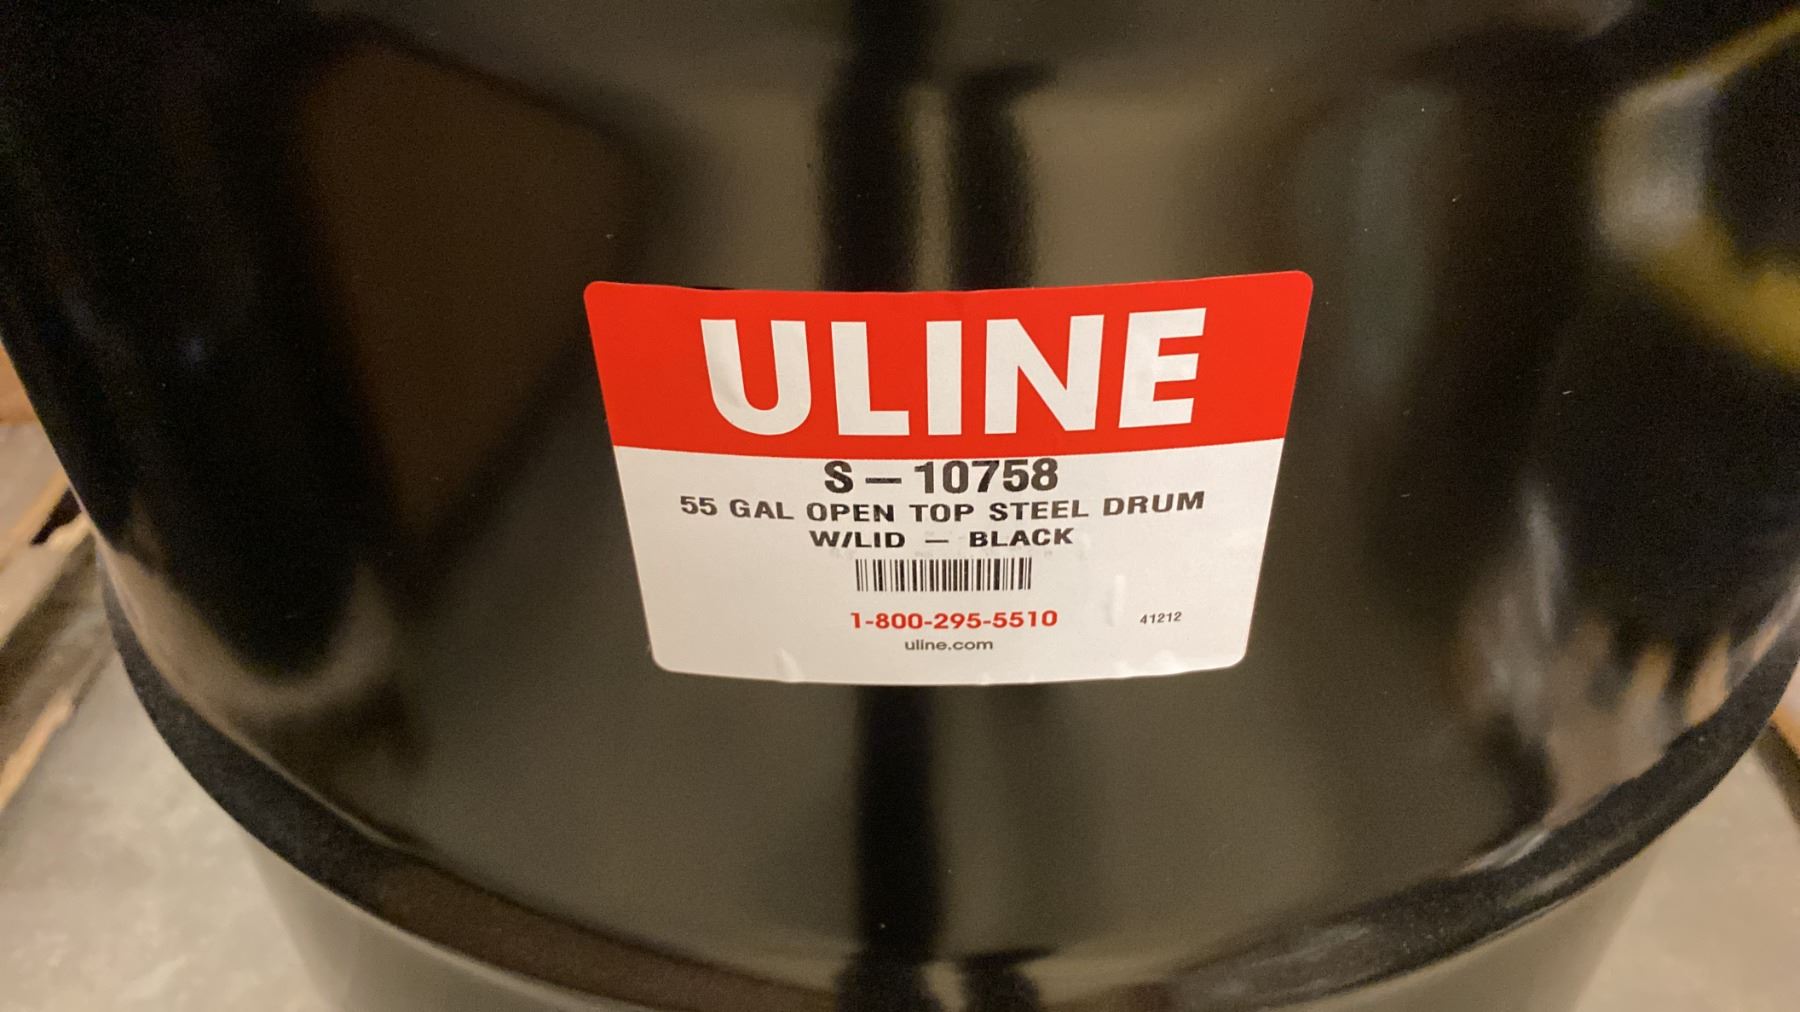 ULINE
S-10758
55 GAL OPEN TOP STEEL DRUM
W/LID - BLACK
1-800-295-5510 41212
uline.com